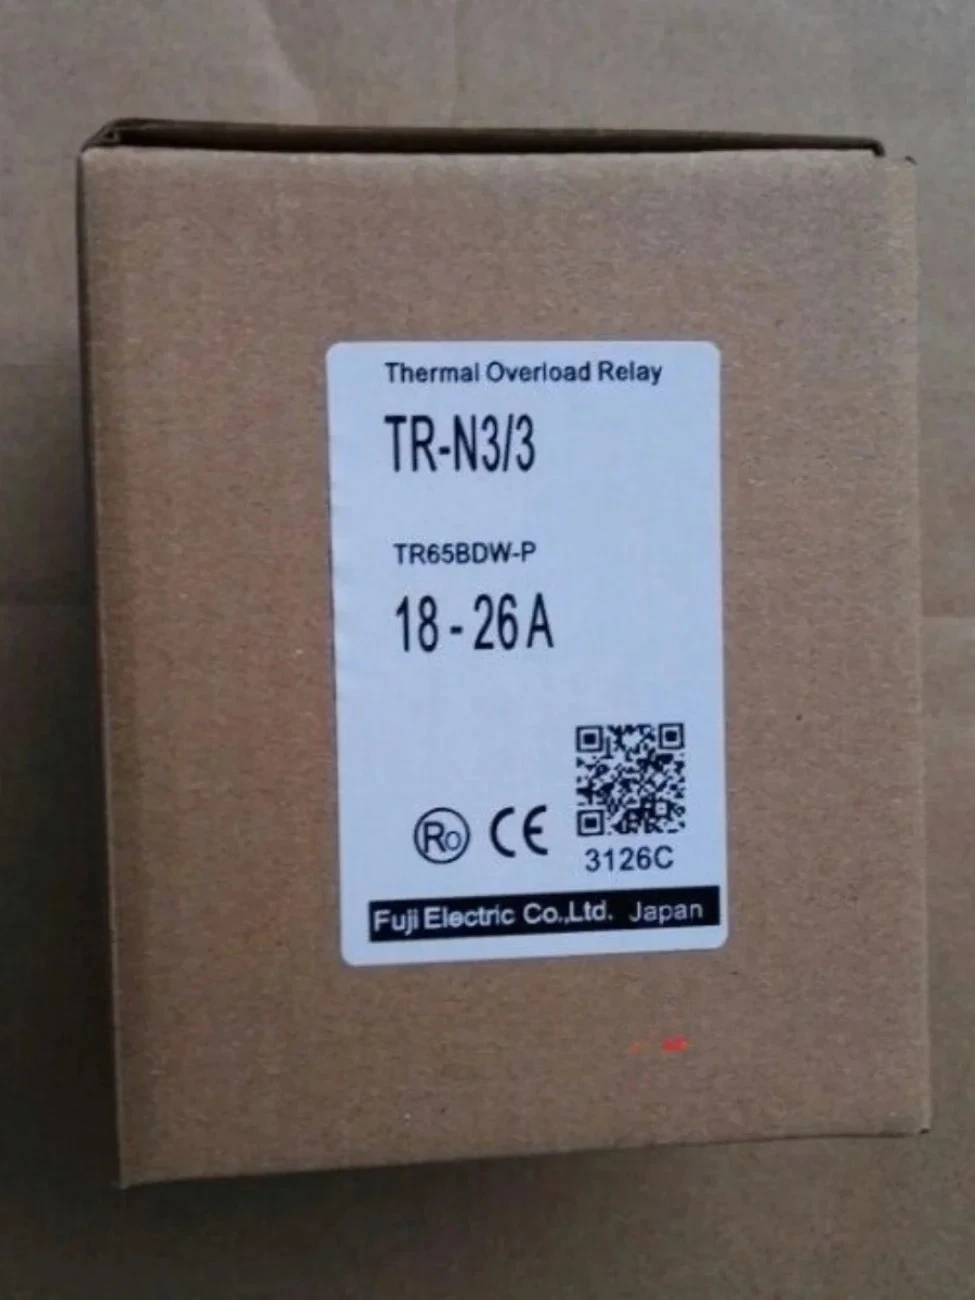 Thermal Overload Relay
TR-N3/3
TR65BDW-P
18-26A
Ro CE
3126C
Fuji Electric Co.,Ltd. Japan